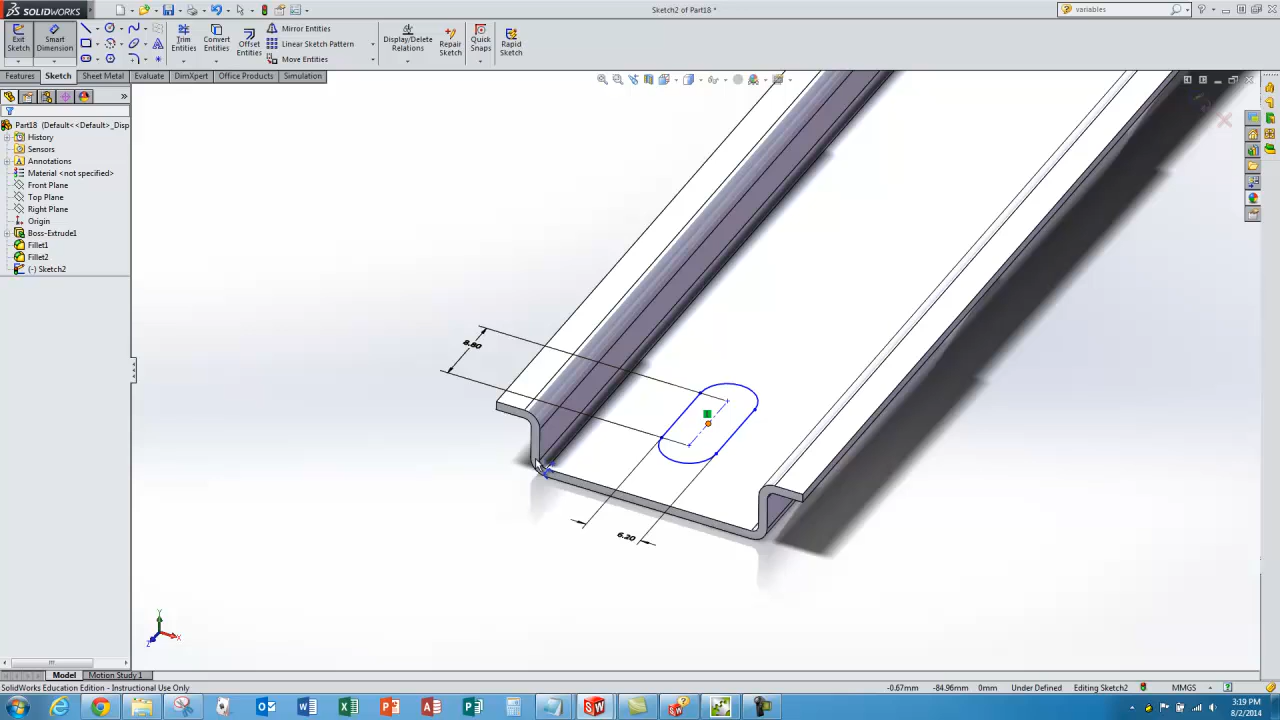 SOLIDWORKS
Sketch2 of Part18 *
variables
Exit Sketch
Smart Dimension
Trim Entities
Convert Entities
Offset Entities
Mirror Entities
Linear Sketch Pattern
Move Entities
Display/Delete Relations
Repair Sketch
Quick Snaps
Rapid Sketch
Features
Sketch
Sheet Metal
Evaluate
DimXpert
Office Products
Simulation
Part18 (Default<<Default>_Disp
History
Sensors
Annotations
Material <not specified>
Front Plane
Top Plane
Right Plane
Origin
Boss-Extrude1
Fillet1
Fillet2
(-) Sketch2
6.20
Y
X
Z
Model
Motion Study 1
SolidWorks Education Edition - Instructional Use Only
-0.67mm
-84.96mm
0mm
Under Defined
Editing Sketch2
MMGS
3:19 PM
8/2/2014